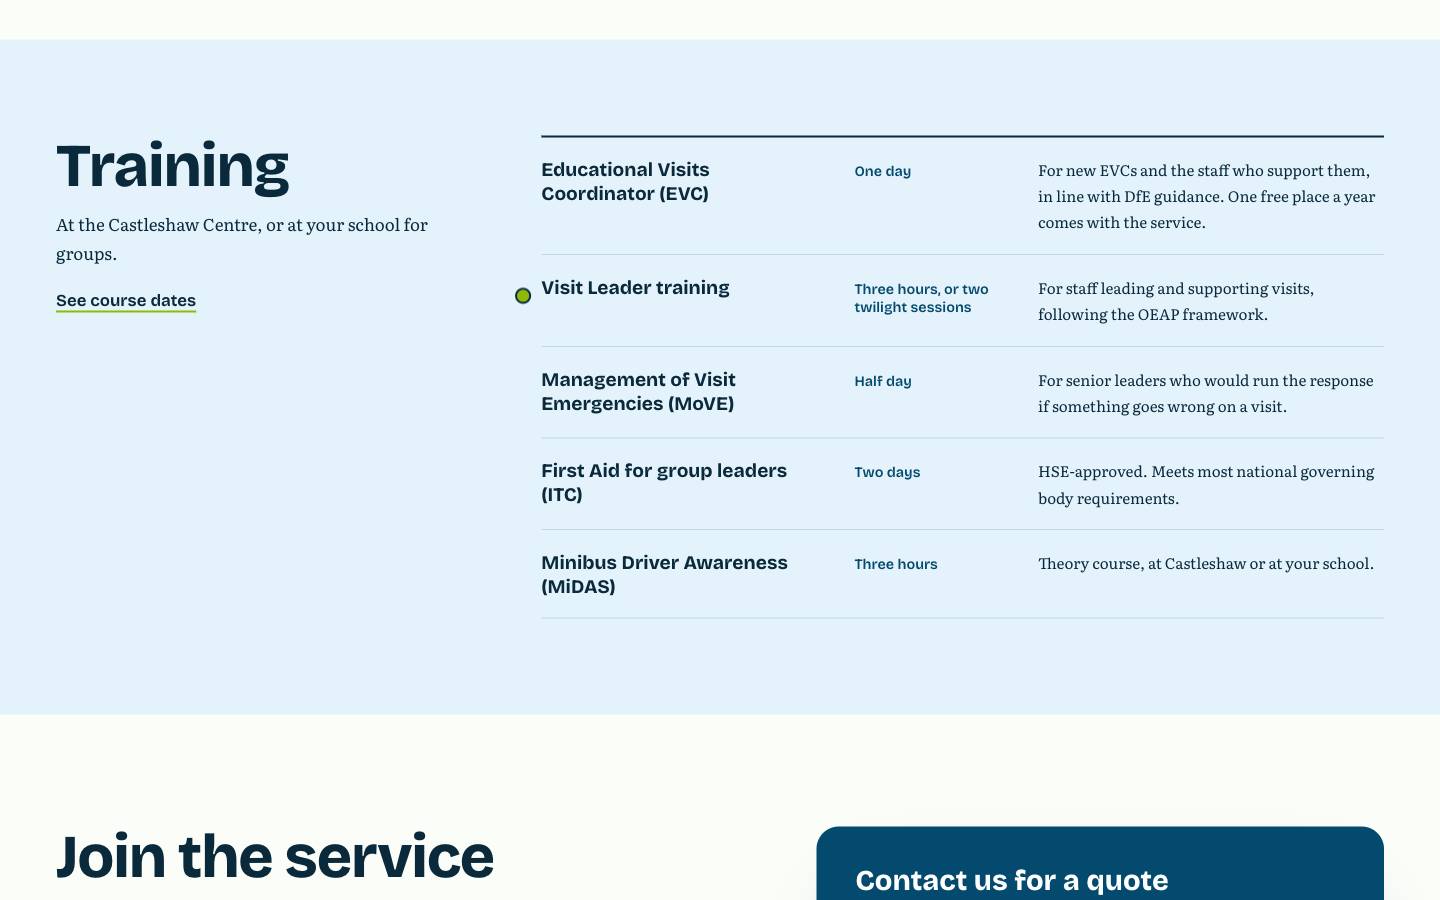 Training
At the Castleshaw Centre, or at your school for
groups.
See course dates
Educational Visits
Coordinator (EVC)
One day
For new EVCs and the staff who support them,
in line with DfE guidance. One free place a year
comes with the service.
Visit Leader training
Three hours, or two
twilight sessions
For staff leading and supporting visits,
following the OEAP framework.
Management of Visit
Emergencies (MoVE)
Half day
For senior leaders who would run the response
if something goes wrong on a visit.
First Aid for group leaders
(ITC)
Two days
HSE-approved. Meets most national governing
body requirements.
Minibus Driver Awareness
(MiDAS)
Three hours
Theory course, at Castleshaw or at your school.
Join the service
Contact us for a quote